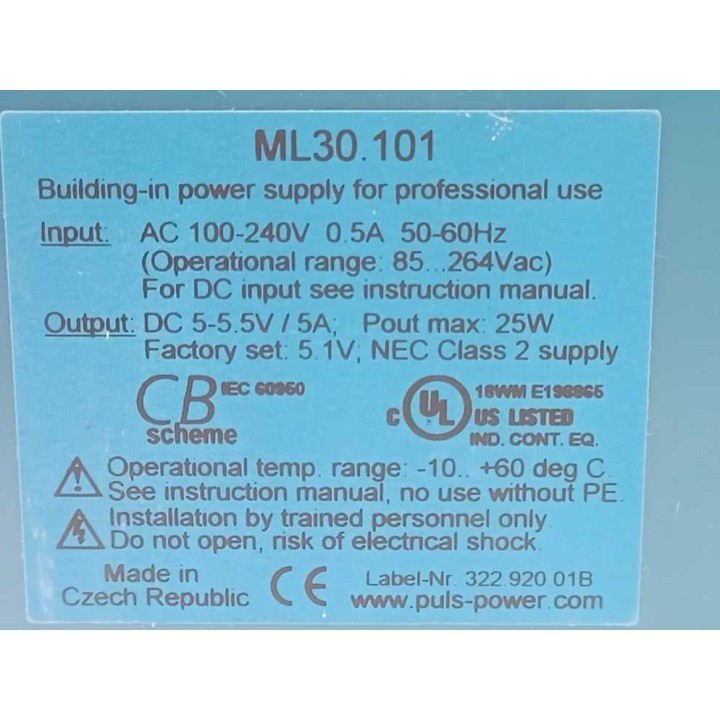 ML30.101
Building-in power supply for professional use
Input: AC 100-240V 0.5A 50-60Hz
(Operational range: 85...264Vac)
For DC input see instruction manual.
Output: DC 5-5.5V / 5A; Pout max: 25W
Factory set: 5.1V; NEC Class 2 supply
CB IEC 60950
scheme
18WM E198865
C UL US LISTED
IND. CONT. EQ.
Operational temp. range: -10.. +60 deg C.
See instruction manual, no use without PE.
Installation by trained personnel only.
Do not open, risk of electrical shock.
Made in
Czech Republic
CE
Label-Nr. 322 920 01B
www.puls-power.com